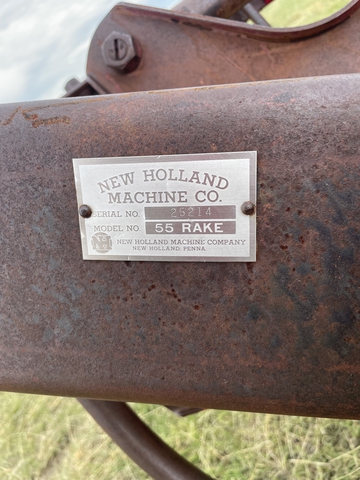 NEW HOLLAND
MACHINE CO.
SERIAL NO. 25214
MODEL NO. 55 RAKE
NEW HOLLAND MACHINE COMPANY
NEW HOLLAND, PENNA.